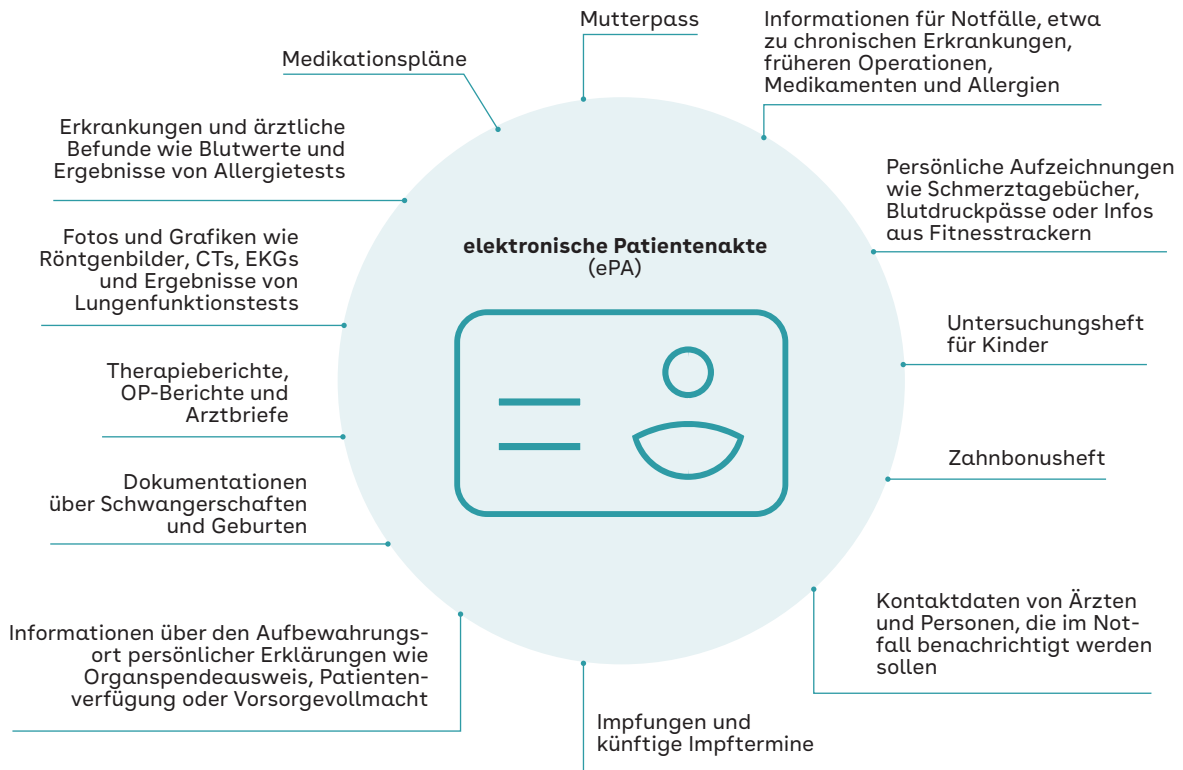 Mutterpass
Informationen für Notfälle, etwa
zu chronischen Erkrankungen,
früheren Operationen,
Medikamenten und Allergien
Medikationspläne
Erkrankungen und ärztliche
Befunde wie Blutwerte und
Ergebnisse von Allergietests
Persönliche Aufzeichnungen
wie Schmerztagebücher,
Blutdruckpässe oder Infos
aus Fitnesstrackern
Fotos und Grafiken wie
Röntgenbilder, CTs, EKGs
und Ergebnisse von
Lungenfunktionstests
elektronische Patientenakte
(ePA)
Untersuchungsheft
für Kinder
Therapieberichte,
OP-Berichte und
Arztbriefe
Zahnbonusheft
Dokumentationen
über Schwangerschaften
und Geburten
Kontaktdaten von Ärzten
und Personen, die im Not-
fall benachrichtigt werden
sollen
Informationen über den Aufbewahrungs-
ort persönlicher Erklärungen wie
Organspendeausweis, Patienten-
verfügung oder Vorsorgevollmacht
Impfungen und
künftige Impftermine